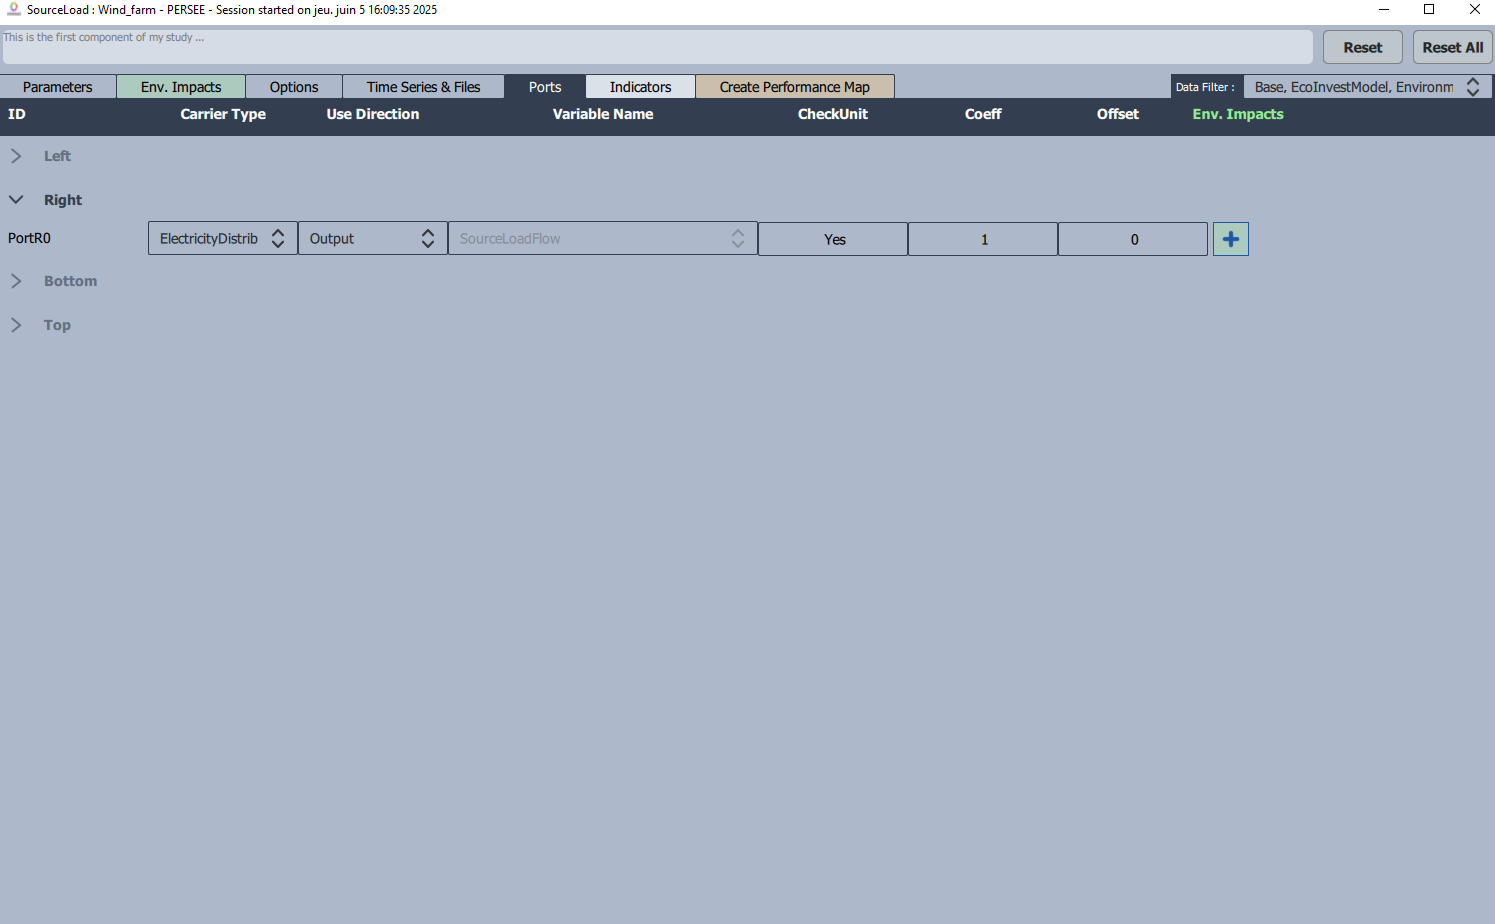 SourceLoad : Wind_farm - PERSEE - Session started on jeu. juin 5 16:09:35 2025
This is the first component of my study ...
Reset Reset All
Parameters Env. Impacts Options Time Series & Files Ports Indicators Create Performance Map Data Filter : Base, EcoInvestModel, Environm
ID Carrier Type Use Direction Variable Name CheckUnit Coeff Offset Env. Impacts
Left
Right
PortR0 ElectricityDistrib Output SourceLoadFlow Yes 1 0
Bottom
Top